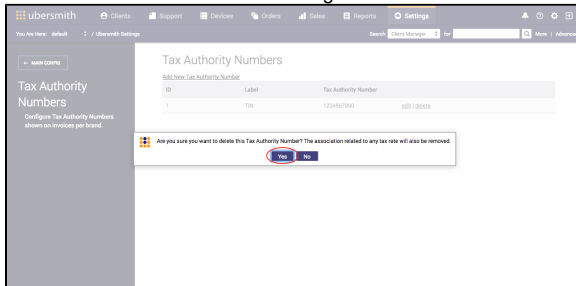 ubersmith Clients Support Devices Orders Sales Reports Settings
You Are Here: default / Ubersmith Settings Search Client Manager for More | Advanced
← MAIN CONFIG
Tax Authority
Numbers
Configure Tax Authority Numbers
shown on invoices per brand.
Tax Authority Numbers
Add New Tax Authority Number
ID Label Tax Authority Number
1 TIN 1234567890 edit | delete
Are you sure you want to delete this Tax Authority Number? The association related to any tax rate will also be removed.
Yes No